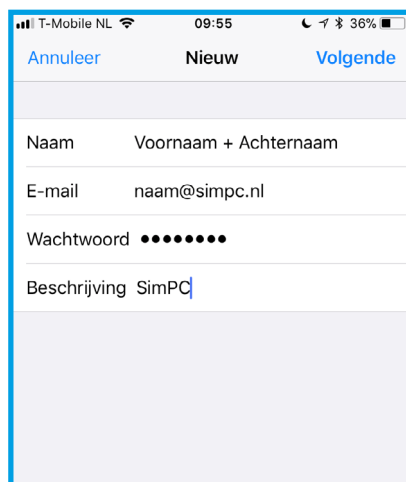 T-Mobile NL 09:55 36%
Annuleer Nieuw Volgende
Naam Voornaam + Achternaam
E-mail naam@simpc.nl
Wachtwoord ●●●●●●●●
Beschrijving SimPC